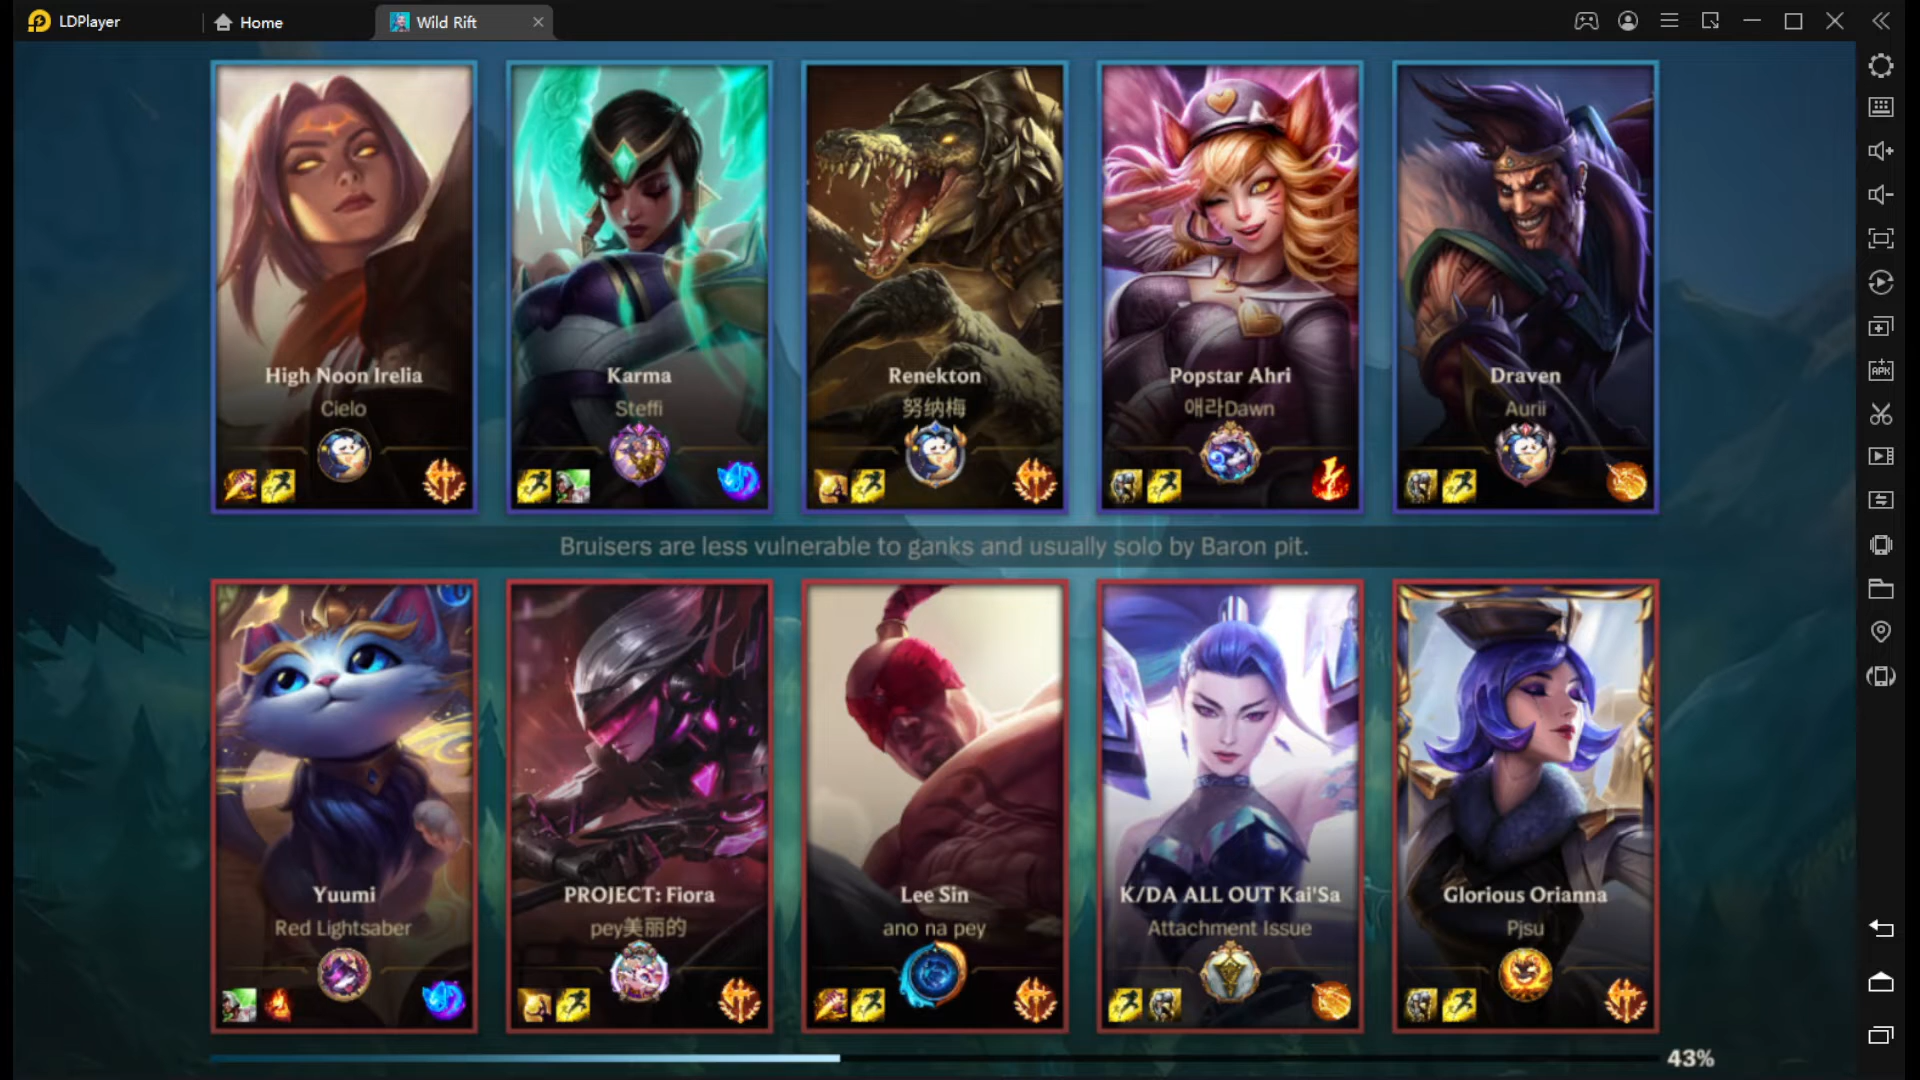 LDPlayer
Home
Wild Rift
High Noon Irelia
Cielo
Karma
Steffi
Renekton
努纳梅
Popstar Ahri
애라Dawn
Draven
Aurii
Bruisers are less vulnerable to ganks and usually solo by Baron pit.
Yuumi
Red Lightsaber
PROJECT: Fiora
pey美丽的
Lee Sin
ano na pey
K/DA ALL OUT Kai'Sa
Attachment Issue
Glorious Orianna
Pjsu
43%
APK